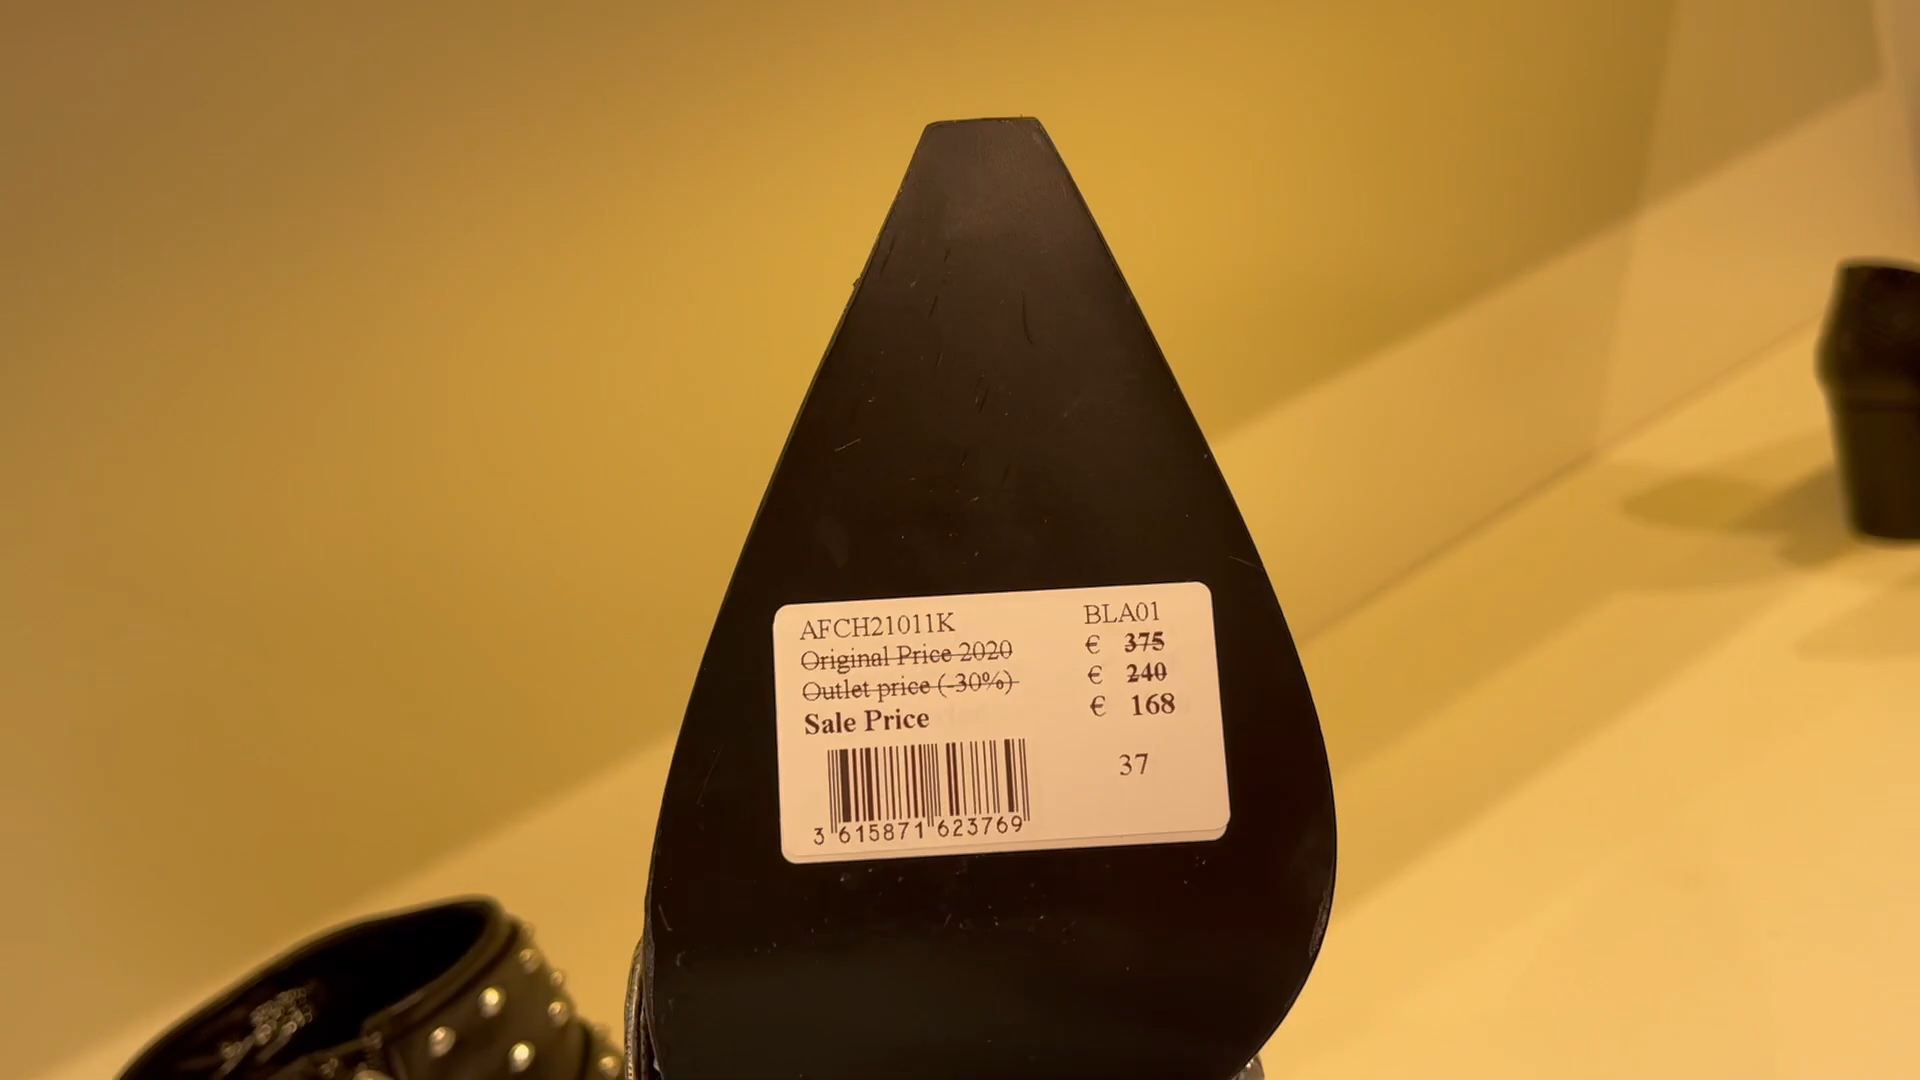 AFCH21011K BLA01
Original Price 2020 € 375
Outlet price (-30%) € 240
Sale Price € 168
37
3 615871 623769